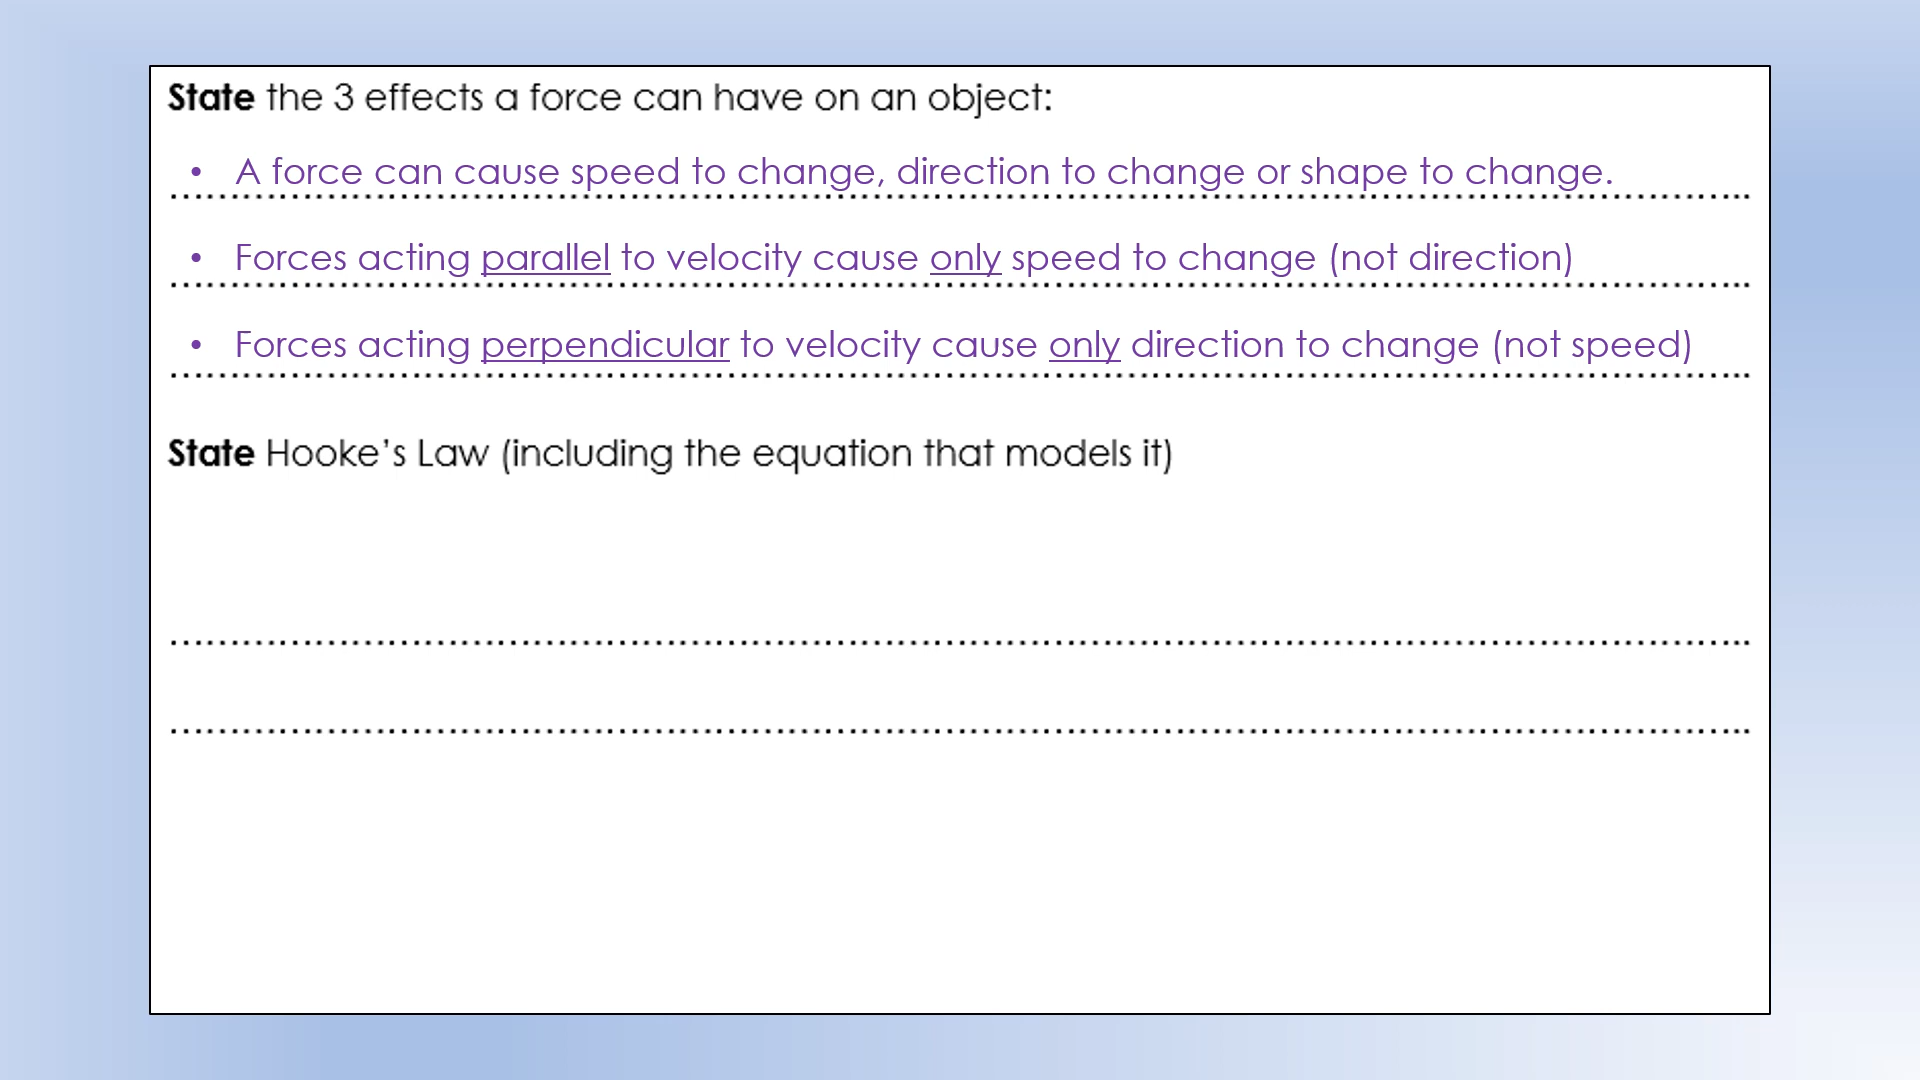 State the 3 effects a force can have on an object:
• A force can cause speed to change, direction to change or shape to change.
• Forces acting parallel to velocity cause only speed to change (not direction)
• Forces acting perpendicular to velocity cause only direction to change (not speed)
State Hooke’s Law (including the equation that models it)